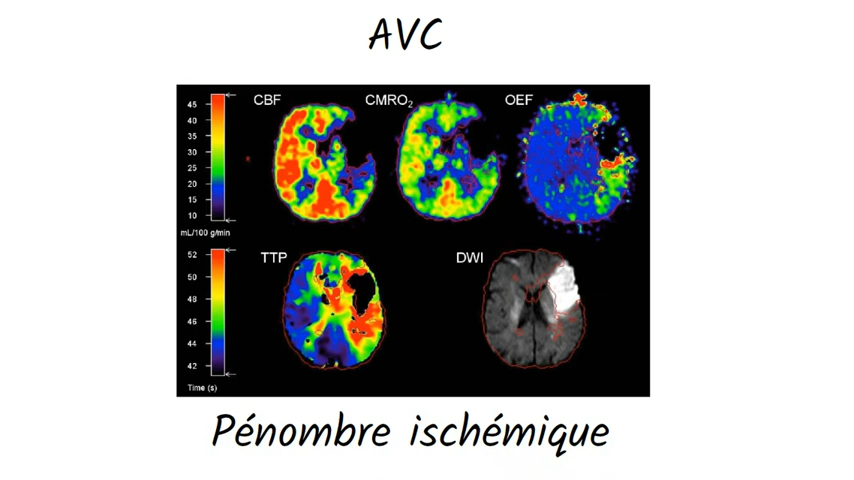 AVC
CBF CMRO₂ OEF
45
40
35
30
25
20
15
10
mL/100 g/min
TTP DWI
52
50
48
46
44
42
Time (s)
Pénombre ischémique